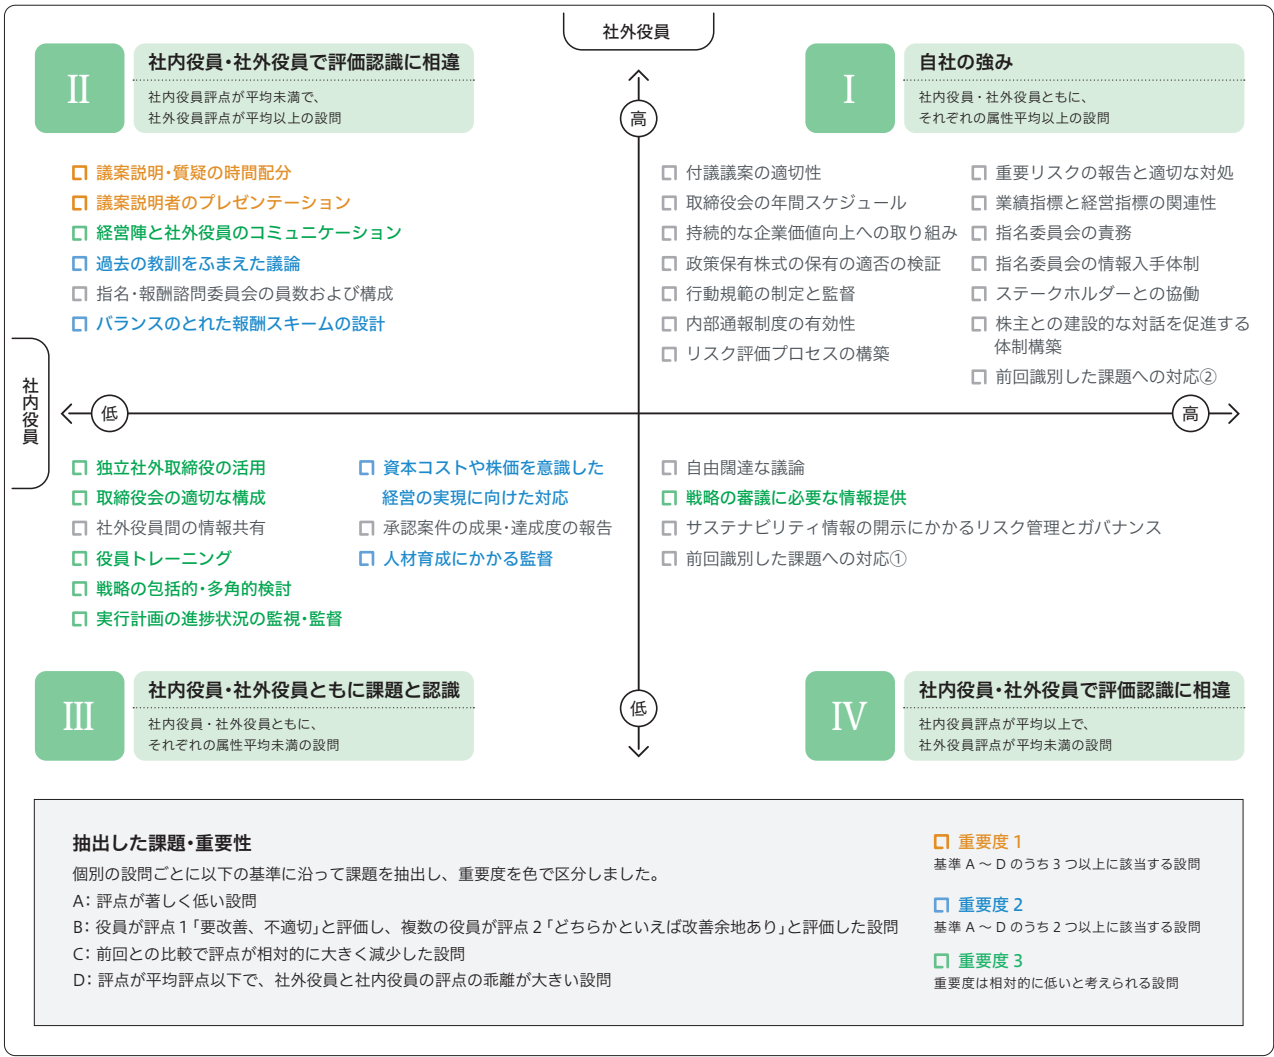 社外役員
II
社内役員・社外役員で評価認識に相違
社内役員評点が平均未満で、
社外役員評点が平均以上の設問
I
自社の強み
社内役員・社外役員ともに、
それぞれの属性平均以上の設問
高
議案説明・質疑の時間配分
議案説明者のプレゼンテーション
経営陣と社外役員のコミュニケーション
過去の教訓をふまえた議論
指名・報酬諮問委員会の員数および構成
バランスのとれた報酬スキームの設計
付議議案の適切性
取締役会の年間スケジュール
持続的な企業価値向上への取り組み
政策保有株式の保有の適否の検証
行動規範の制定と監督
内部通報制度の有効性
リスク評価プロセスの構築
重要リスクの報告と適切な対処
業績指標と経営指標の関連性
指名委員会の責務
指名委員会の情報入手体制
ステークホルダーとの協働
株主との建設的な対話を促進する
体制構築
前回識別した課題への対応②
社内役員
低
高
独立社外取締役の活用
取締役会の適切な構成
社外役員間の情報共有
役員トレーニング
戦略の包括的・多角的検討
実行計画の進捗状況の監視・監督
資本コストや株価を意識した
経営の実現に向けた対応
承認案件の成果・達成度の報告
人材育成にかかる監督
自由闊達な議論
戦略の審議に必要な情報提供
サステナビリティ情報の開示にかかるリスク管理とガバナンス
前回識別した課題への対応①
III
社内役員・社外役員ともに課題と認識
社内役員・社外役員ともに、
それぞれの属性平均未満の設問
低
IV
社内役員・社外役員で評価認識に相違
社内役員評点が平均以上で、
社外役員評点が平均未満の設問
抽出した課題・重要性
個別の設問ごとに以下の基準に沿って課題を抽出し、重要度を色で区分しました。
A：評点が著しく低い設問
B：役員が評点1「要改善、不適切」と評価し、複数の役員が評点2「どちらかといえば改善余地あり」と評価した設問
C：前回との比較で評点が相対的に大きく減少した設問
D：評点が平均評点以下で、社外役員と社内役員の評点の乖離が大きい設問
重要度 1
基準 A ～ D のうち 3 つ以上に該当する設問
重要度 2
基準 A ～ D のうち 2 つ以上に該当する設問
重要度 3
重要度は相対的に低いと考えられる設問